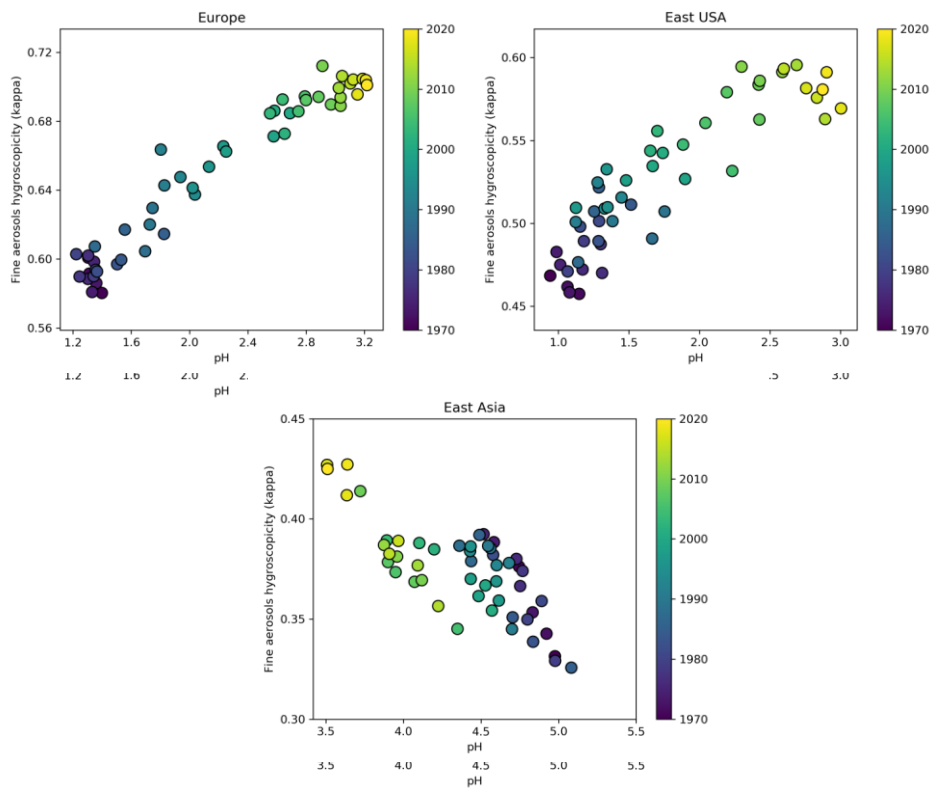 Europe
East USA
0.72
0.68
0.64
0.60
0.56
Fine aerosols hygroscopicity (kappa)
1.2 1.6 2.0 2.4 2.8 3.2
pH
2020
2010
2000
1990
1980
1970
0.60
0.55
0.50
0.45
Fine aerosols hygroscopicity (kappa)
1.0 1.5 2.0 2.5 3.0
pH
2020
2010
2000
1990
1980
1970
1.2 1.6 2.0 2.
pH
.5 3.0
East Asia
0.45
0.40
0.35
0.30
Fine aerosols hygroscopicity (kappa)
3.5 4.0 4.5 5.0 5.5
pH
2020
2010
2000
1990
1980
1970
3.5 4.0 4.5 5.0 5.5
pH